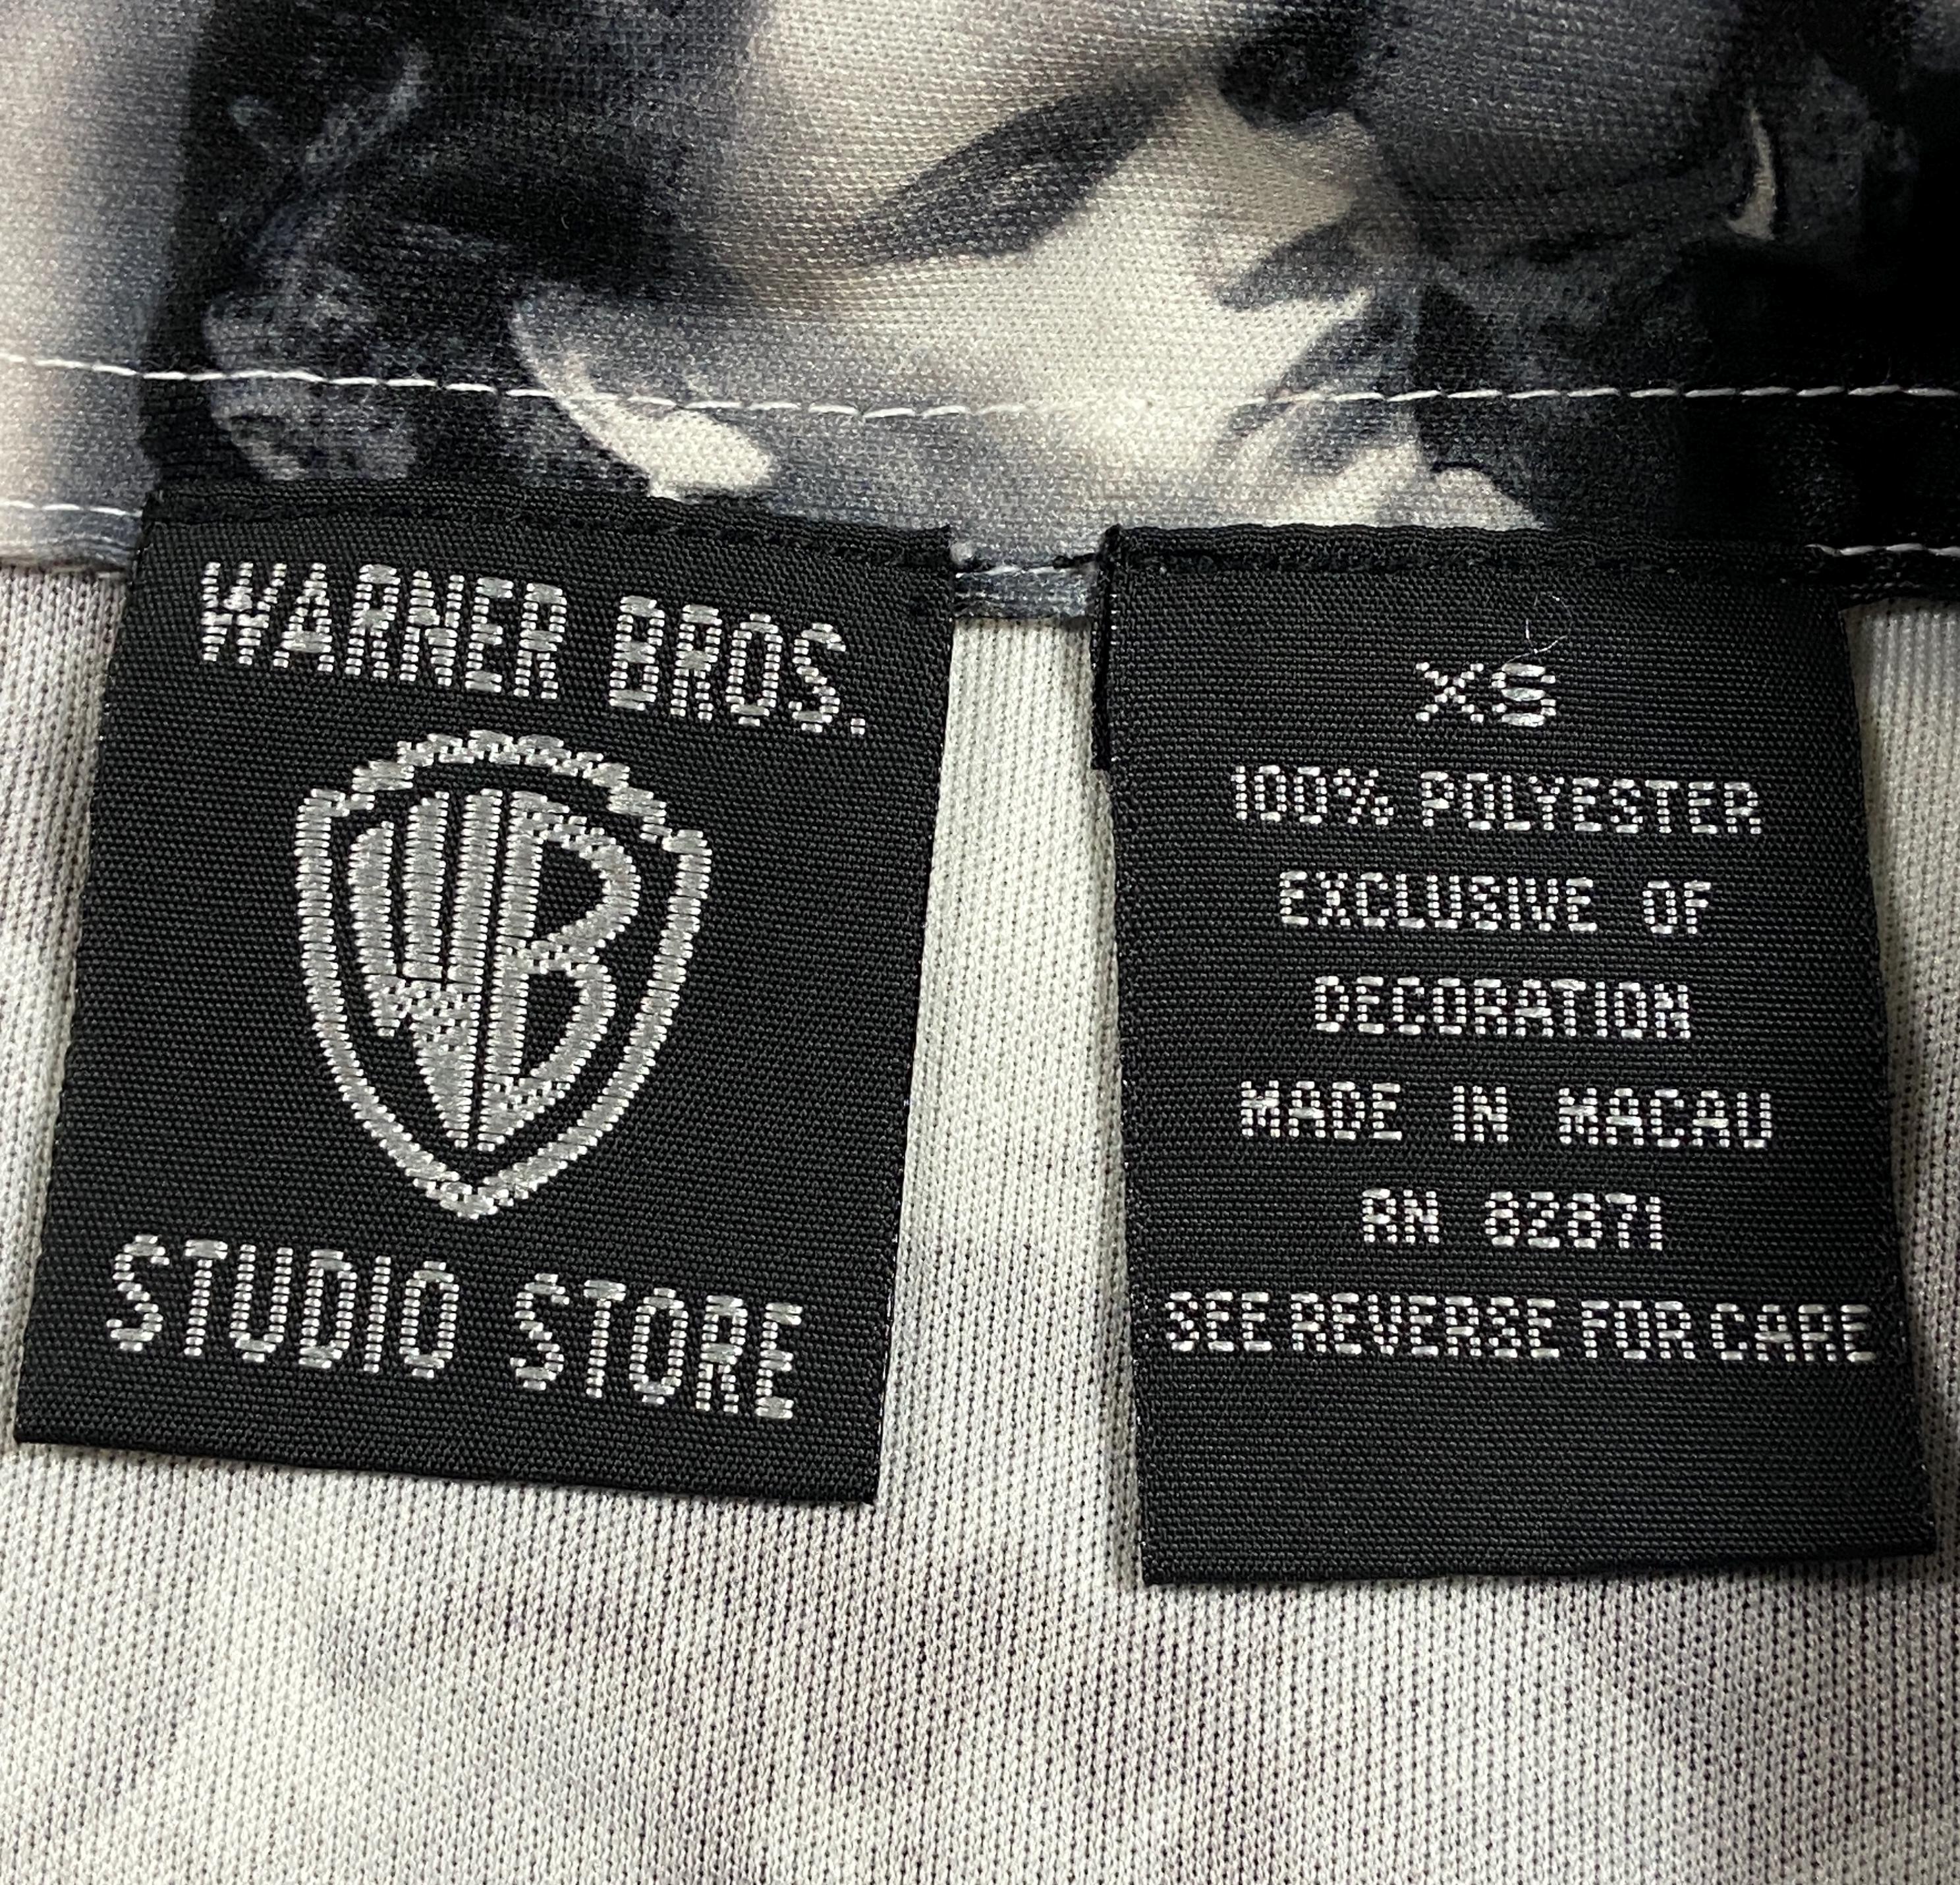 WARNER BROS.
WB
STUDIO STORE
XS
100% POLYESTER
EXCLUSIVE OF
DECORATION
MADE IN MACAU
RN 82871
SEE REVERSE FOR CARE